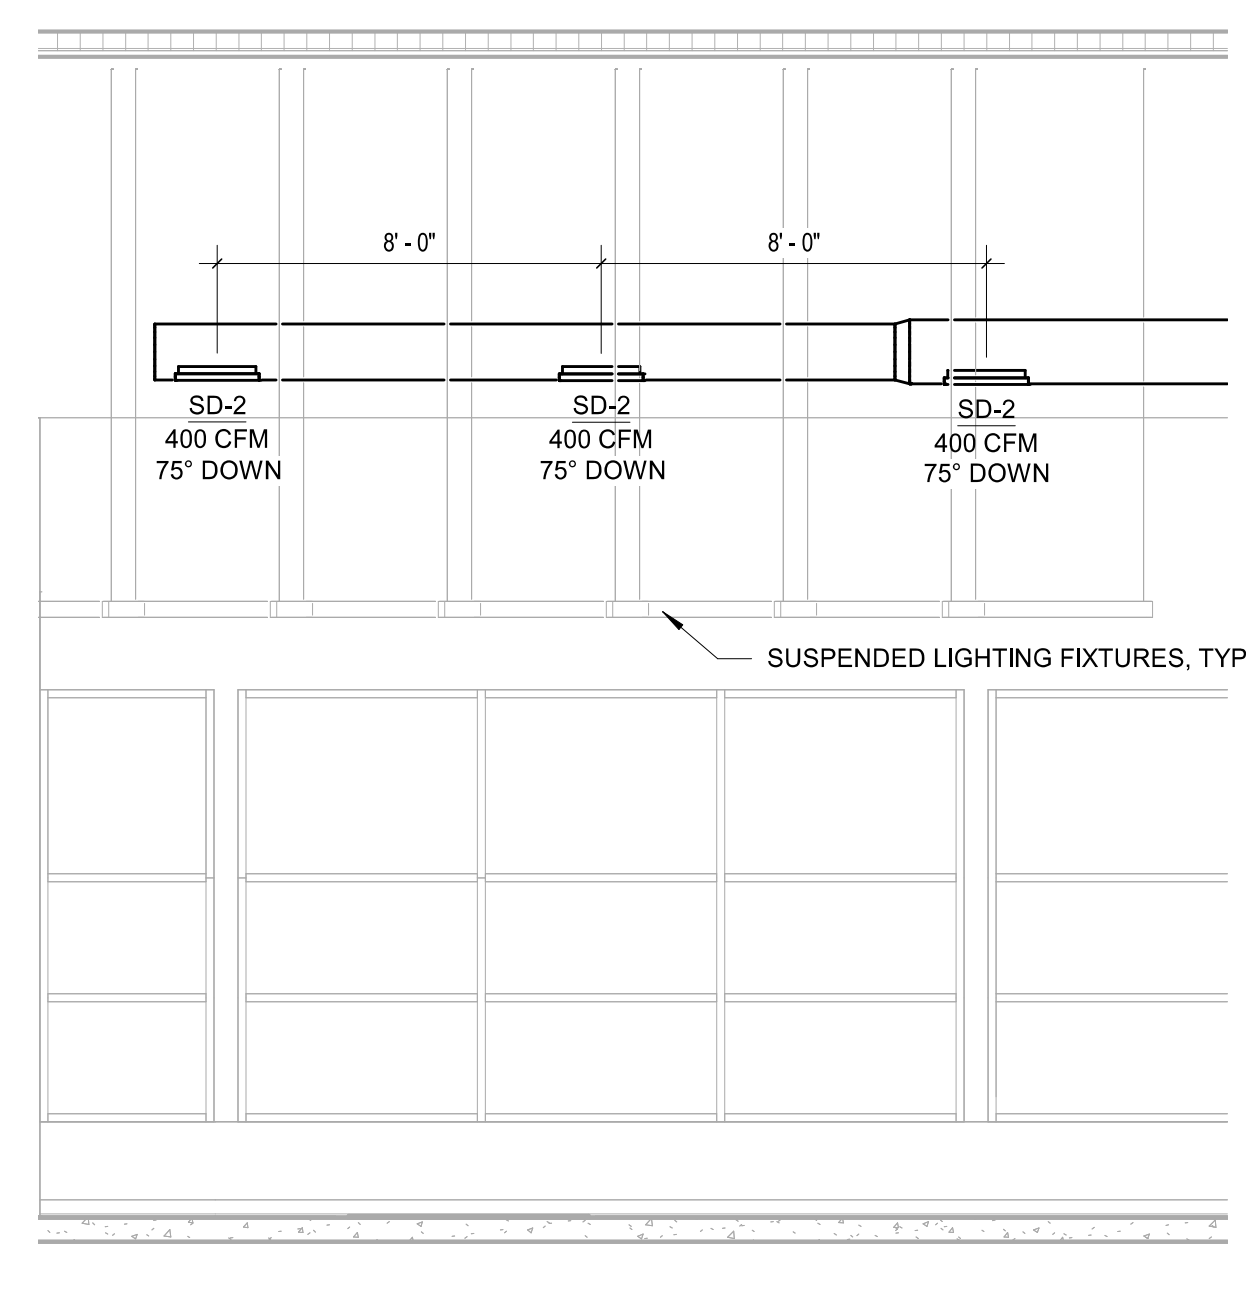 8' - 0"
8' - 0"
SD-2
400 CFM
75° DOWN
SD-2
400 CFM
75° DOWN
SD-2
400 CFM
75° DOWN
SUSPENDED LIGHTING FIXTURES, TYP